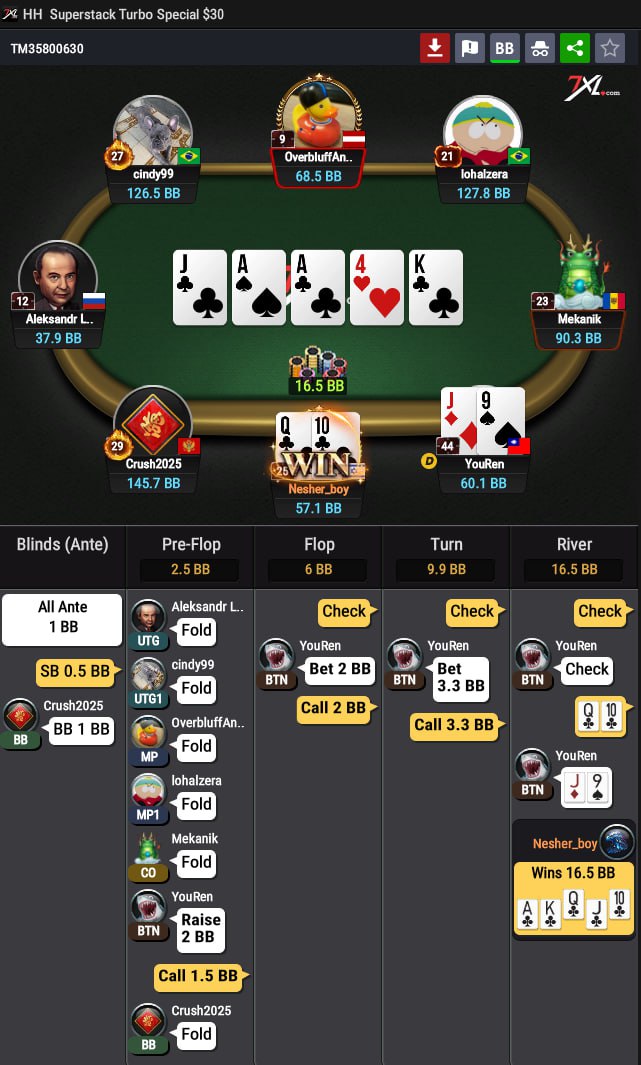 HH Superstack Turbo Special $30
TM35800630
BB
7XL.com
27
cindy99
126.5 BB
9
OverbluffAn..
68.5 BB
21
lohalzera
127.8 BB
12
Aleksandr L..
37.9 BB
J
A
A
4
K
23
Mekanik
90.3 BB
16.5 BB
29
Crush2025
145.7 BB
Q
10
25
WIN
Nesher_boy
57.1 BB
J
9
44
D
YouRen
60.1 BB
Blinds (Ante)
Pre-Flop
Flop
Turn
River
2.5 BB
6 BB
9.9 BB
16.5 BB
All Ante
1 BB
SB 0.5 BB
Crush2025
BB
BB 1 BB
Aleksandr L..
UTG
Fold
cindy99
UTG1
Fold
OverbluffAn..
MP
Fold
lohalzera
MP1
Fold
Mekanik
CO
Fold
YouRen
BTN
Raise
2 BB
Call 1.5 BB
Crush2025
BB
Fold
Check
YouRen
BTN
Bet 2 BB
Call 2 BB
Check
YouRen
BTN
Bet
3.3 BB
Call 3.3 BB
Check
YouRen
BTN
Check
Q 10
YouRen
BTN
J 9
Nesher_boy
Wins 16.5 BB
A K Q J 10